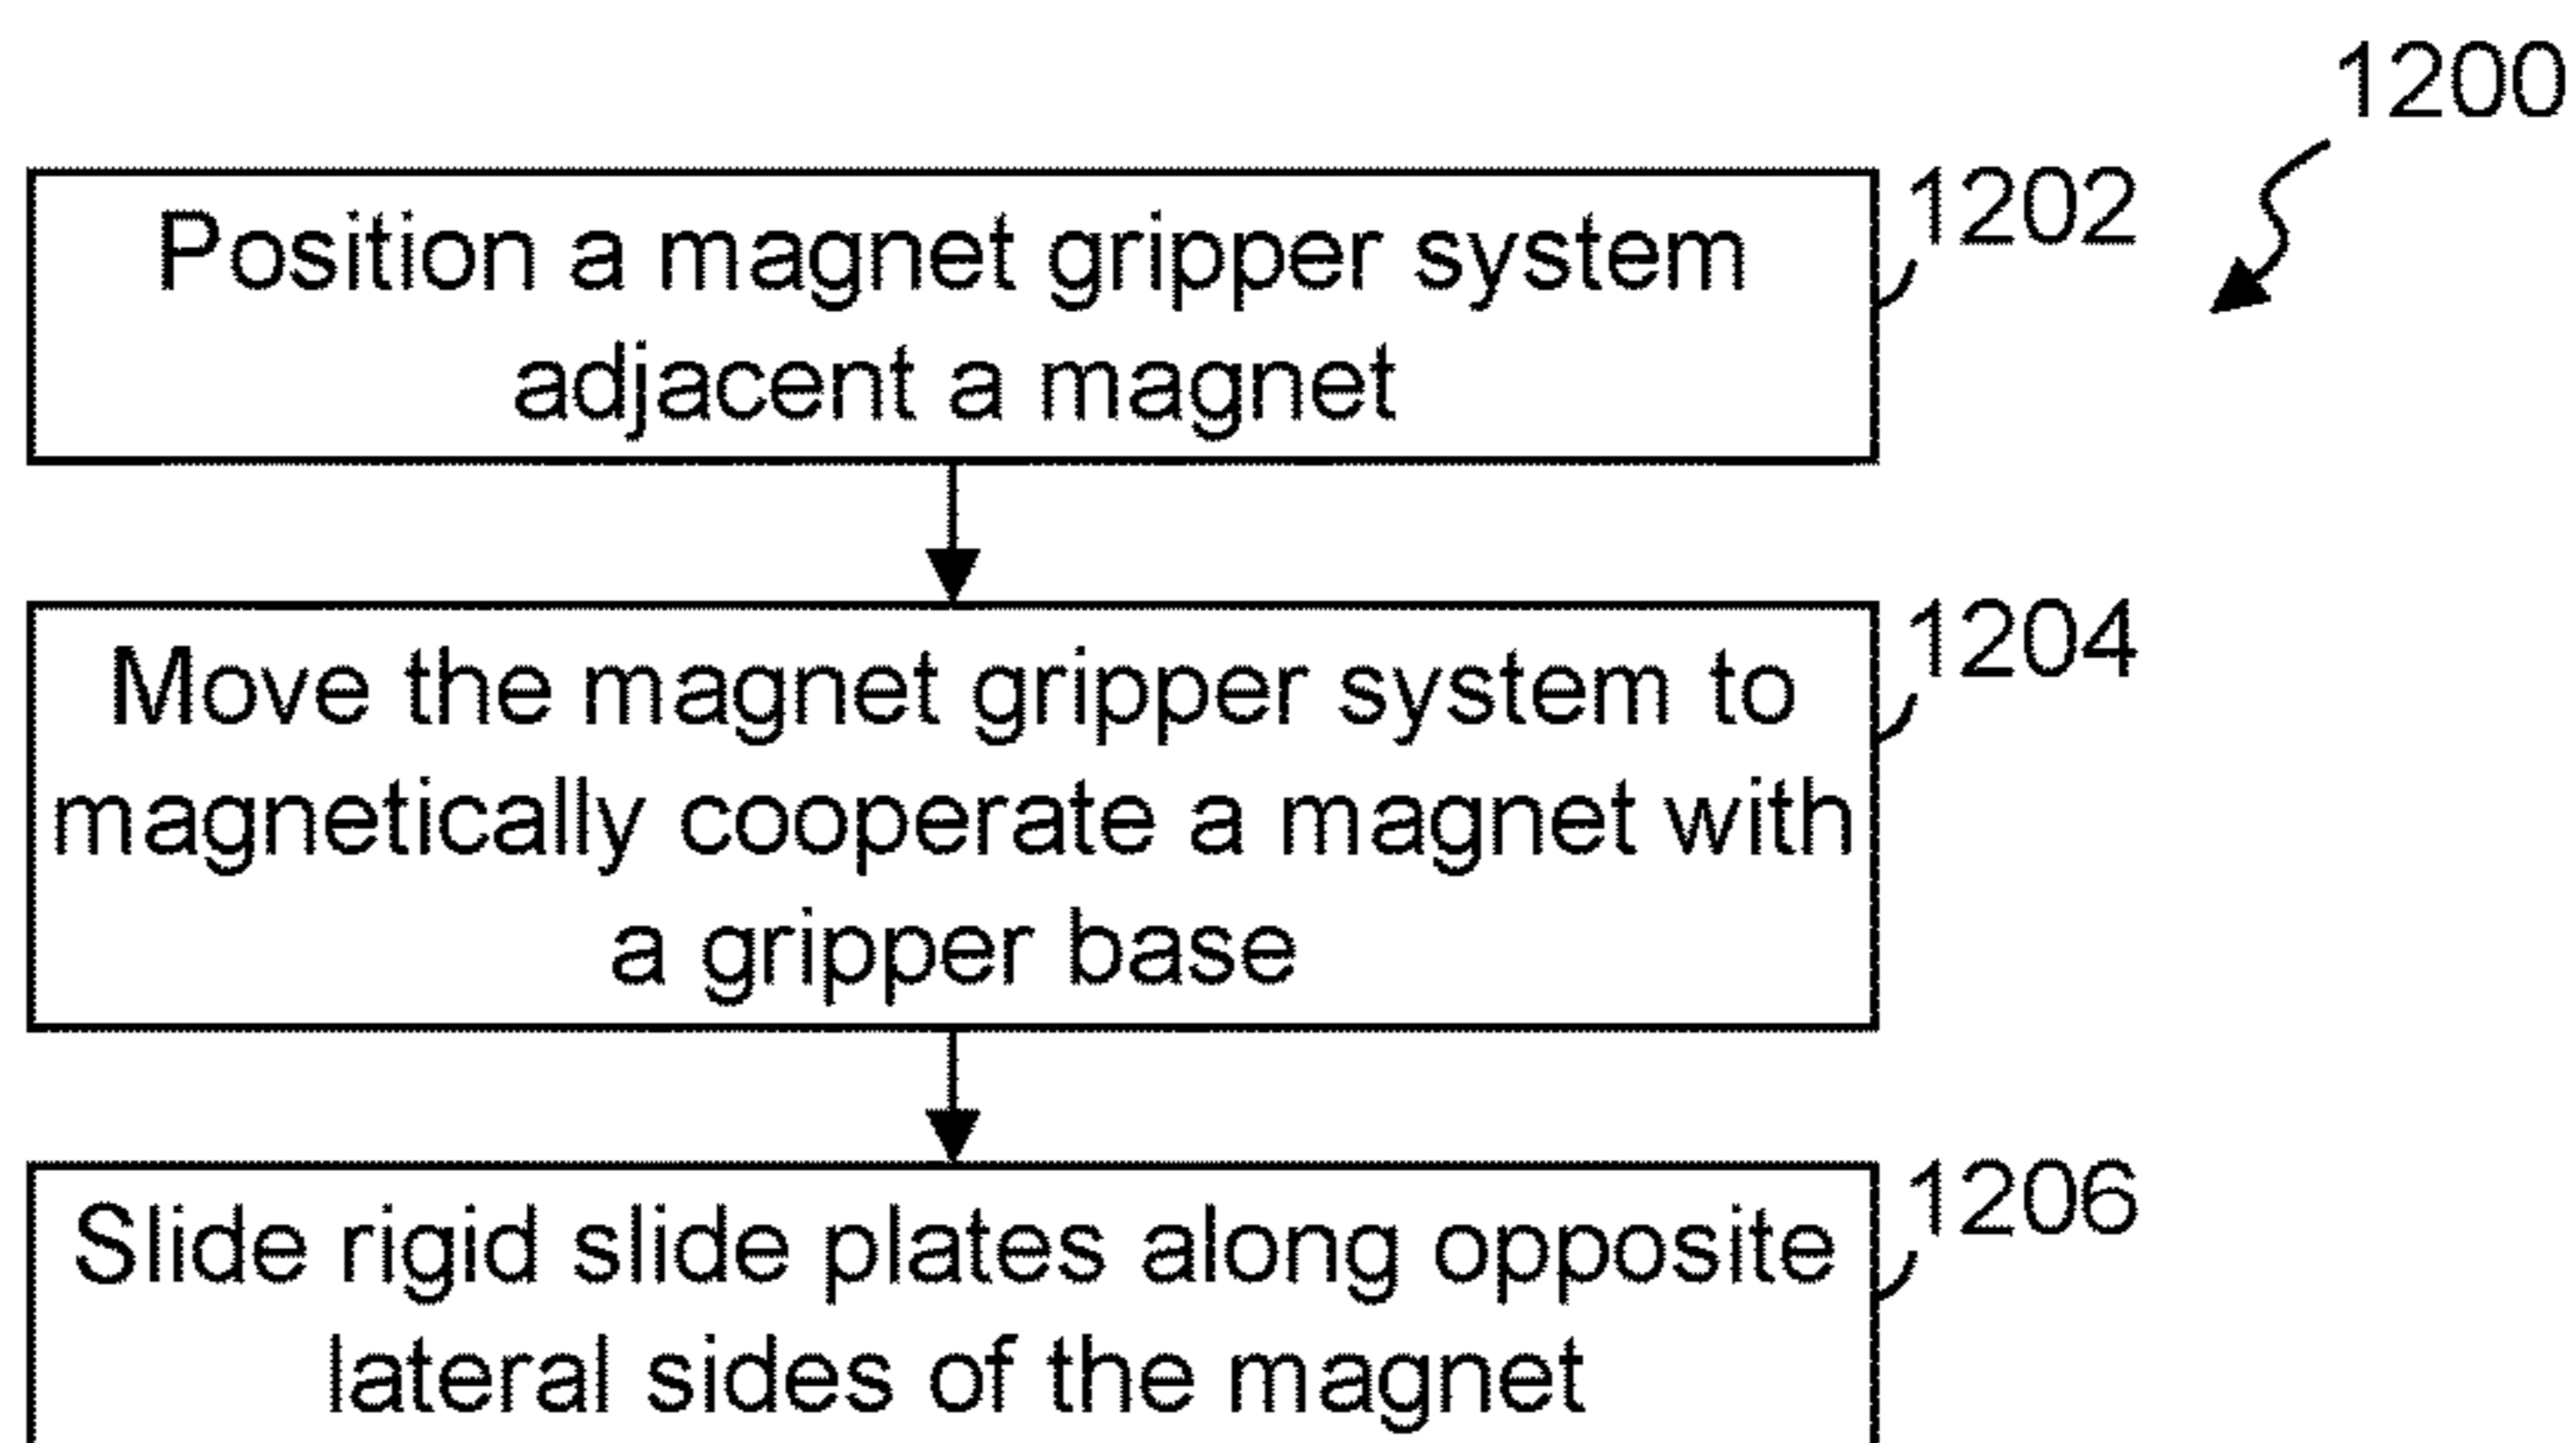 1200
1202
Position a magnet gripper system
adjacent a magnet
1204
Move the magnet gripper system to
magnetically cooperate a magnet with
a gripper base
1206
Slide rigid slide plates along opposite
lateral sides of the magnet